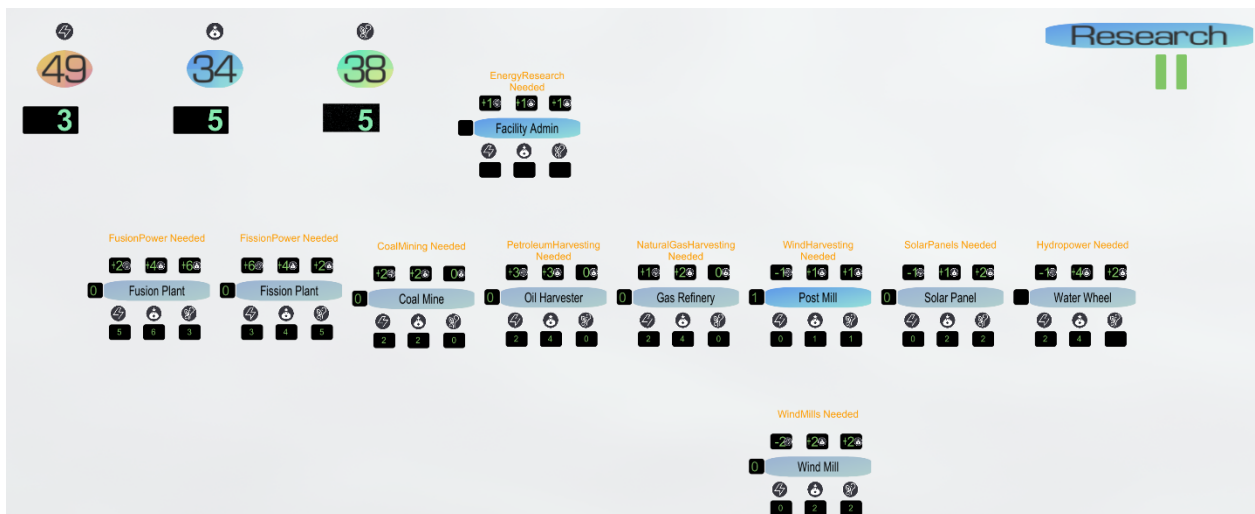 49 34 38
Research
3 5 5
EnergyResearch
Needed
+1 +1 +1
Facility Admin
FusionPower Needed
+2 +4 +6
0 Fusion Plant
5 6 3
FissionPower Needed
+6 +4 +2
0 Fission Plant
3 4 5
CoalMining Needed
+2 +2 0
0 Coal Mine
2 2 0
PetroleumHarvesting
Needed
+3 +3 0
0 Oil Harvester
2 4 0
NaturalGasHarvesting
Needed
+1 +2 0
0 Gas Refinery
2 4 0
WindHarvesting
Needed
-1 +1 +1
1 Post Mill
0 1 1
SolarPanels Needed
-1 +1 +2
0 Solar Panel
0 2 2
Hydropower Needed
-1 +4 +2
Water Wheel
2 4
WindMills Needed
-2 +2 +2
0 Wind Mill
0 2 2